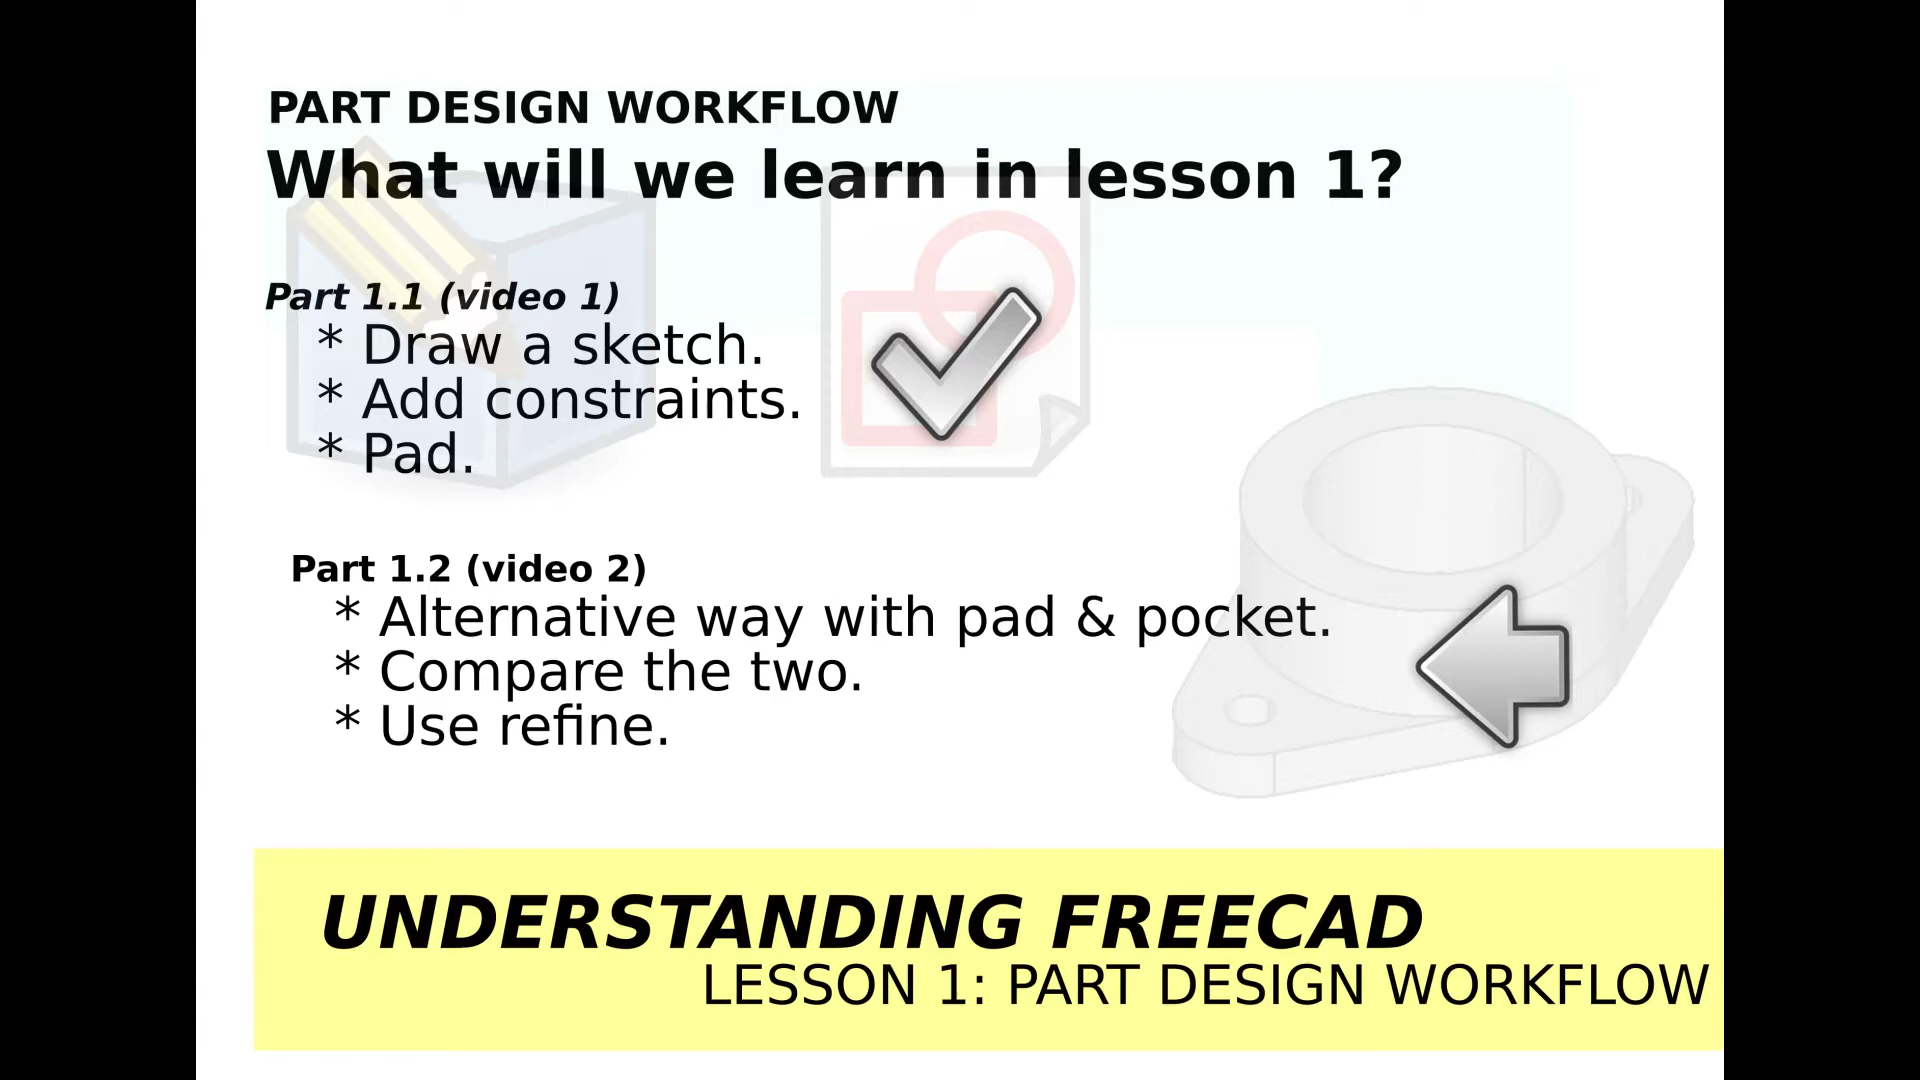 PART DESIGN WORKFLOW
What will we learn in lesson 1?
Part 1.1 (video 1)
* Draw a sketch.
* Add constraints.
* Pad.
Part 1.2 (video 2)
* Alternative way with pad & pocket.
* Compare the two.
* Use refine.
UNDERSTANDING FREECAD
LESSON 1: PART DESIGN WORKFLOW